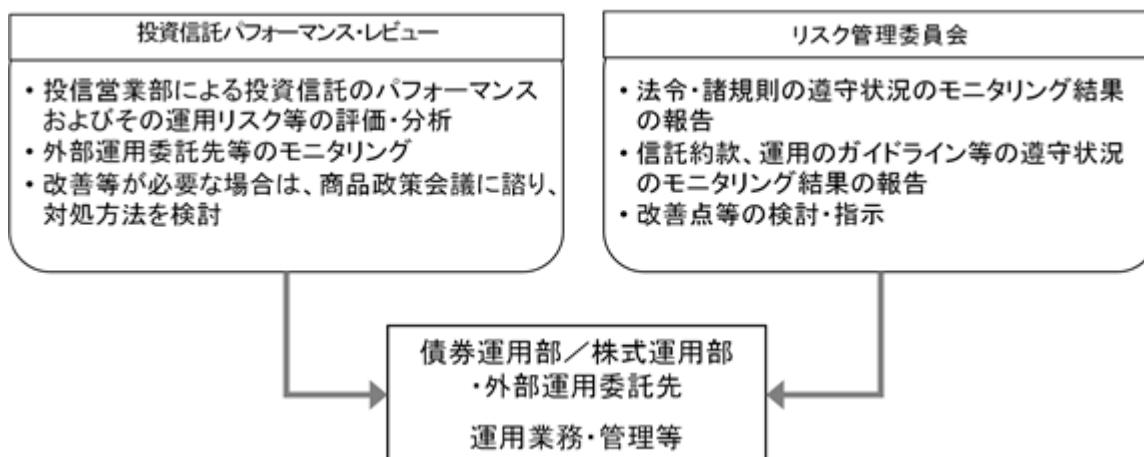 投資信託パフォーマンス・レビュー
・投信営業部による投資信託のパフォーマンス
およびその運用リスク等の評価・分析
・外部運用委託先等のモニタリング
・改善等が必要な場合は、商品政策会議に諮り、
対処方法を検討
リスク管理委員会
・法令・諸規則の遵守状況のモニタリング結果
の報告
・信託約款、運用のガイドライン等の遵守状況
のモニタリング結果の報告
・改善点等の検討・指示
債券運用部／株式運用部
・外部運用委託先
運用業務・管理等